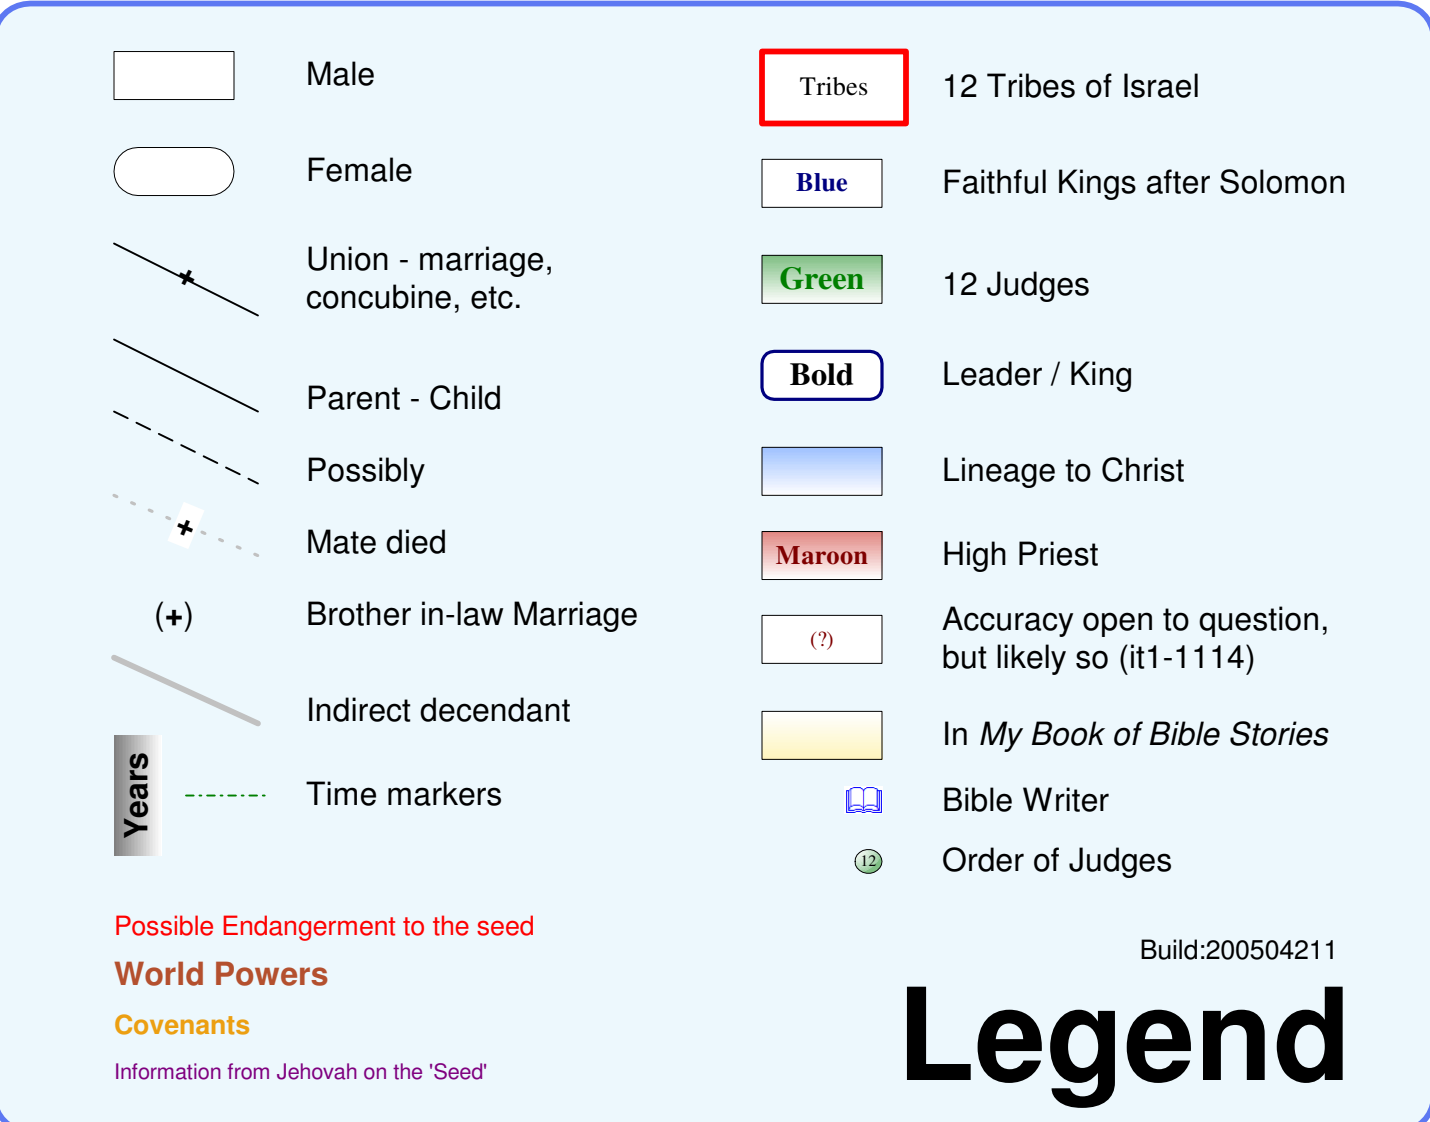 Male
Female
+
Union - marriage,
concubine, etc.
Parent - Child
Possibly
+
Mate died
(+)
Brother in-law Marriage
Indirect decendant
Years
Time markers
Possible Endangerment to the seed
World Powers
Covenants
Information from Jehovah on the 'Seed'
Tribes
12 Tribes of Israel
Blue
Faithful Kings after Solomon
Green
12 Judges
Bold
Leader / King
Lineage to Christ
Maroon
High Priest
(?)
Accuracy open to question,
but likely so (it1-1114)
In My Book of Bible Stories
Bible Writer
12
Order of Judges
Build:200504211
Legend